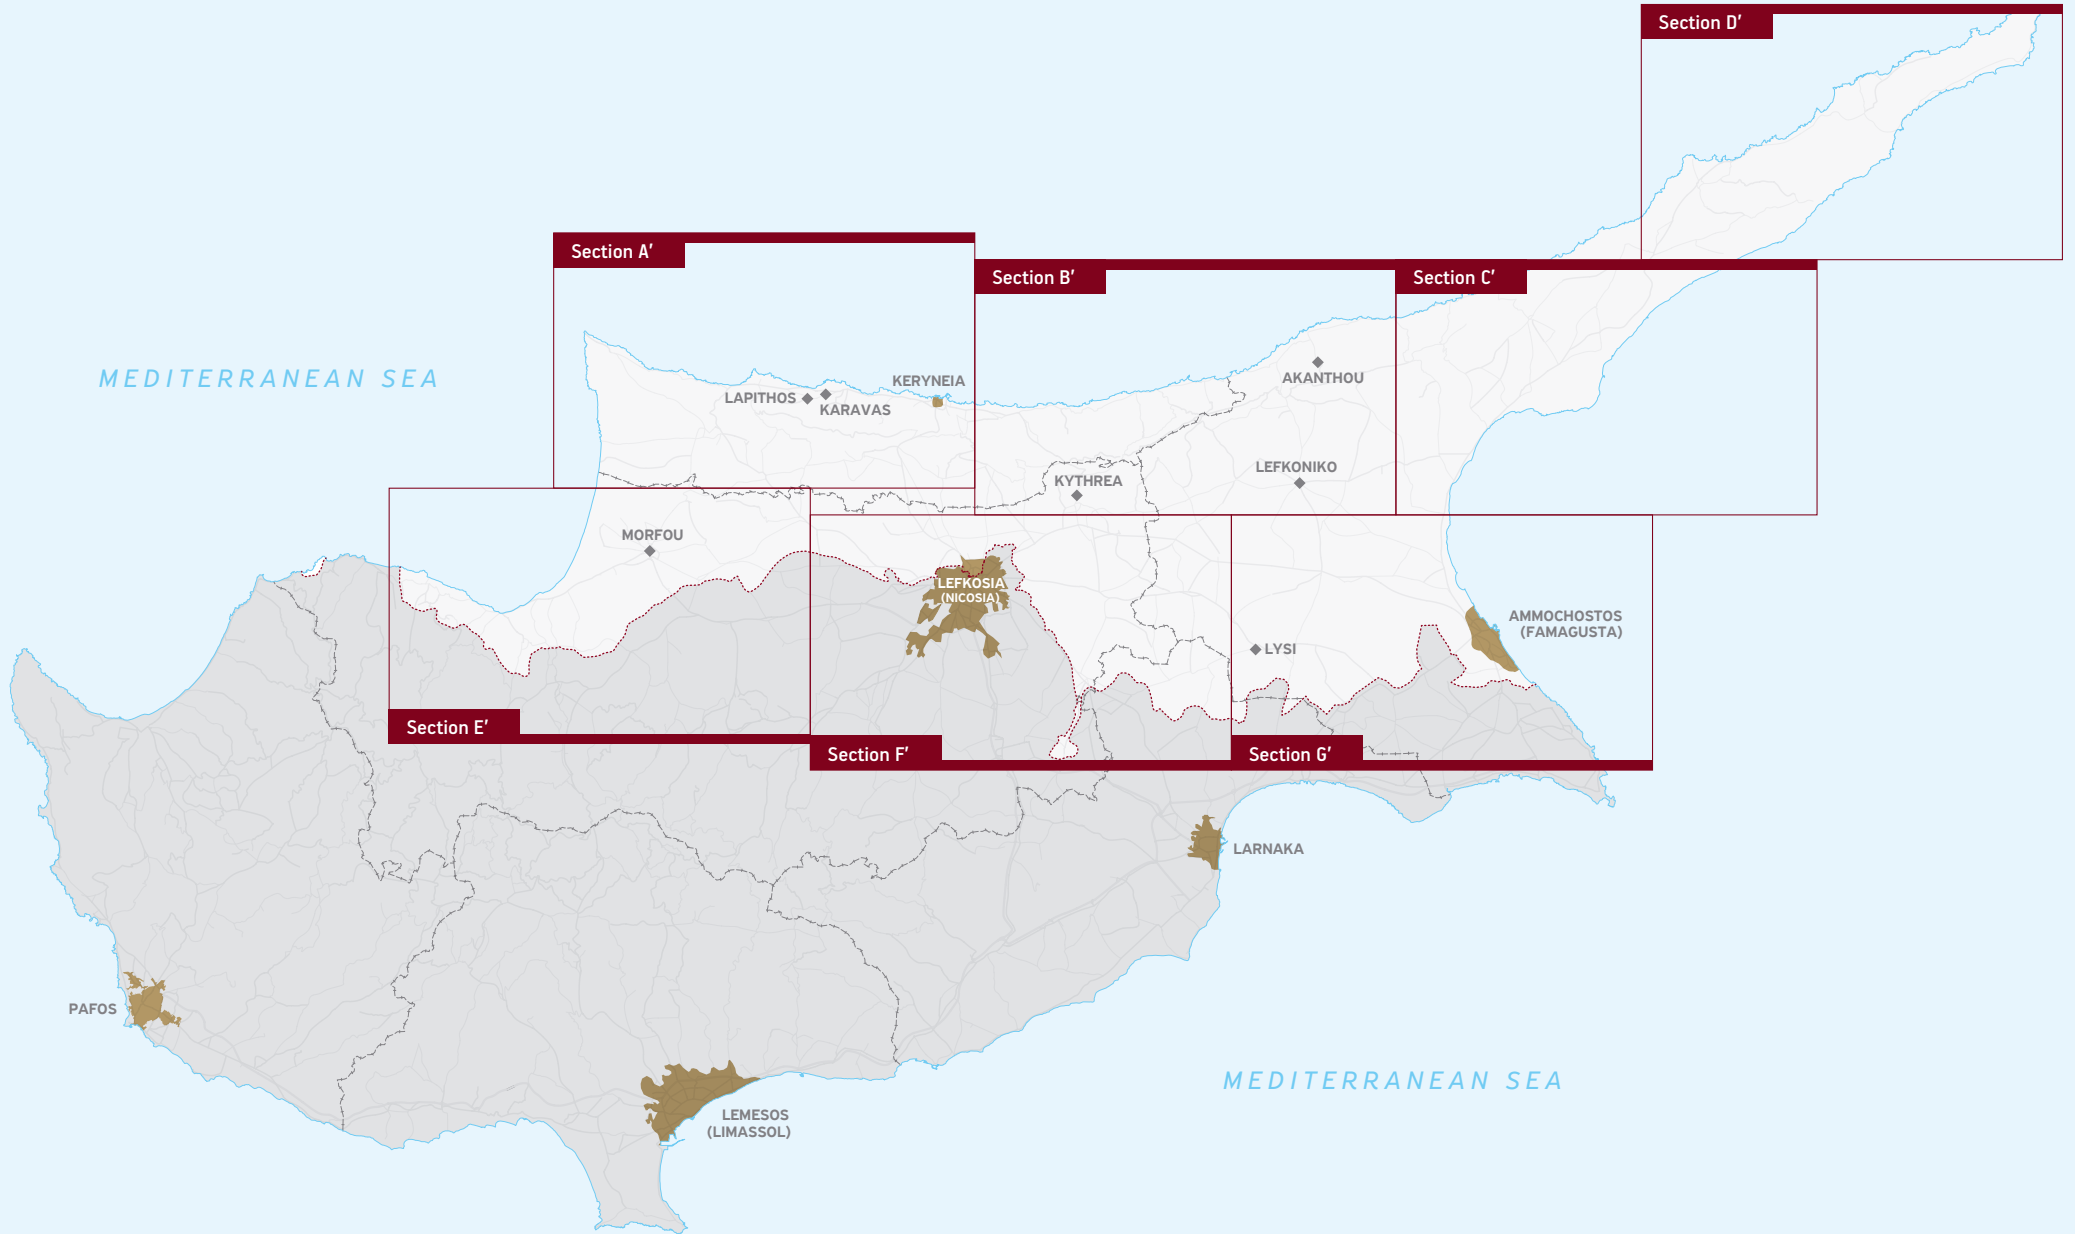 Section D′
Section A′
Section B′
Section C′
MEDITERRANEAN SEA
KERYNEIA
LAPITHOS
KARAVAS
AKANTHOU
LEFKONIKO
KYTHREA
MORFOU
LEFKOSIA
(NICOSIA)
AMMOCHOSTOS
(FAMAGUSTA)
LYSI
Section E′
Section F′
Section G′
LARNAKA
PAFOS
MEDITERRANEAN SEA
LEMESOS
(LIMASSOL)